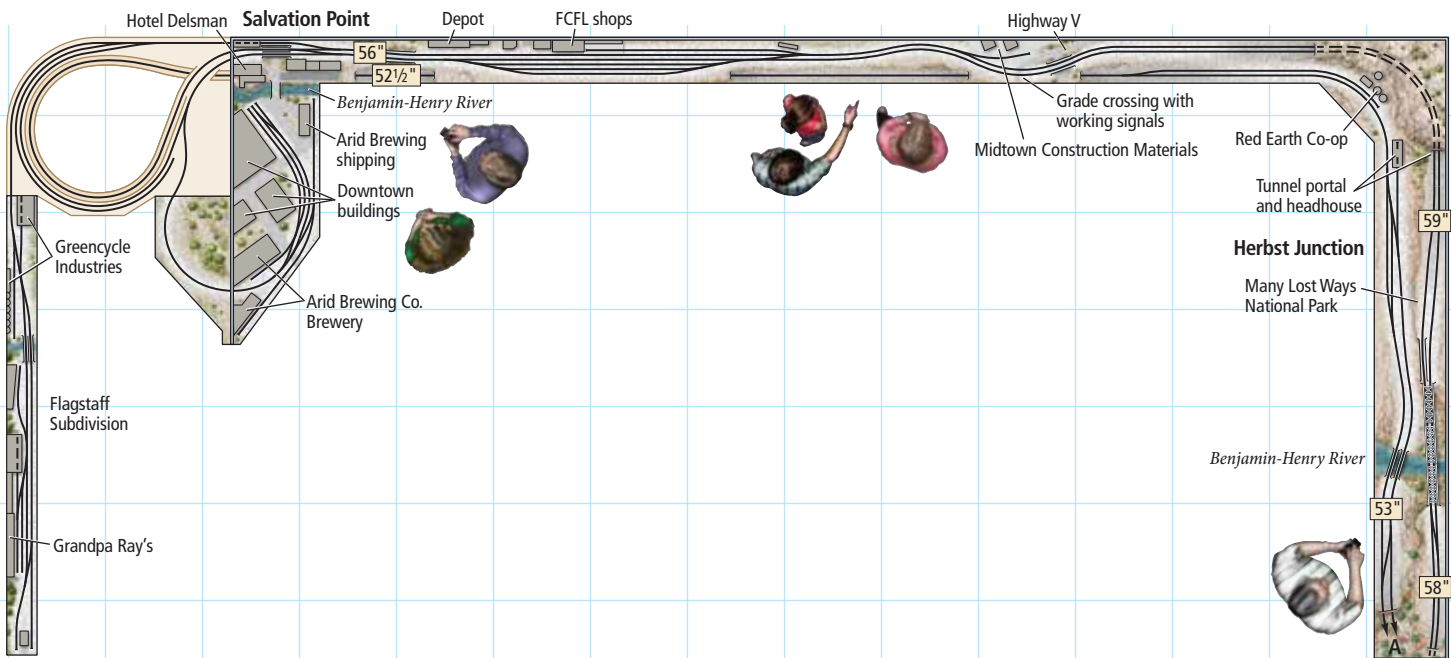 Hotel Delsman
Salvation Point
Depot
FCFL shops
Highway V
56"
52½"
Benjamin-Henry River
Arid Brewing
shipping
Downtown
buildings
Grade crossing with
working signals
Midtown Construction Materials
Red Earth Co-op
Tunnel portal
and headhouse
59"
Greencycle
Industries
Herbst Junction
Many Lost Ways
National Park
Arid Brewing Co.
Brewery
Flagstaff
Subdivision
Benjamin-Henry River
53"
Grandpa Ray's
58"
A